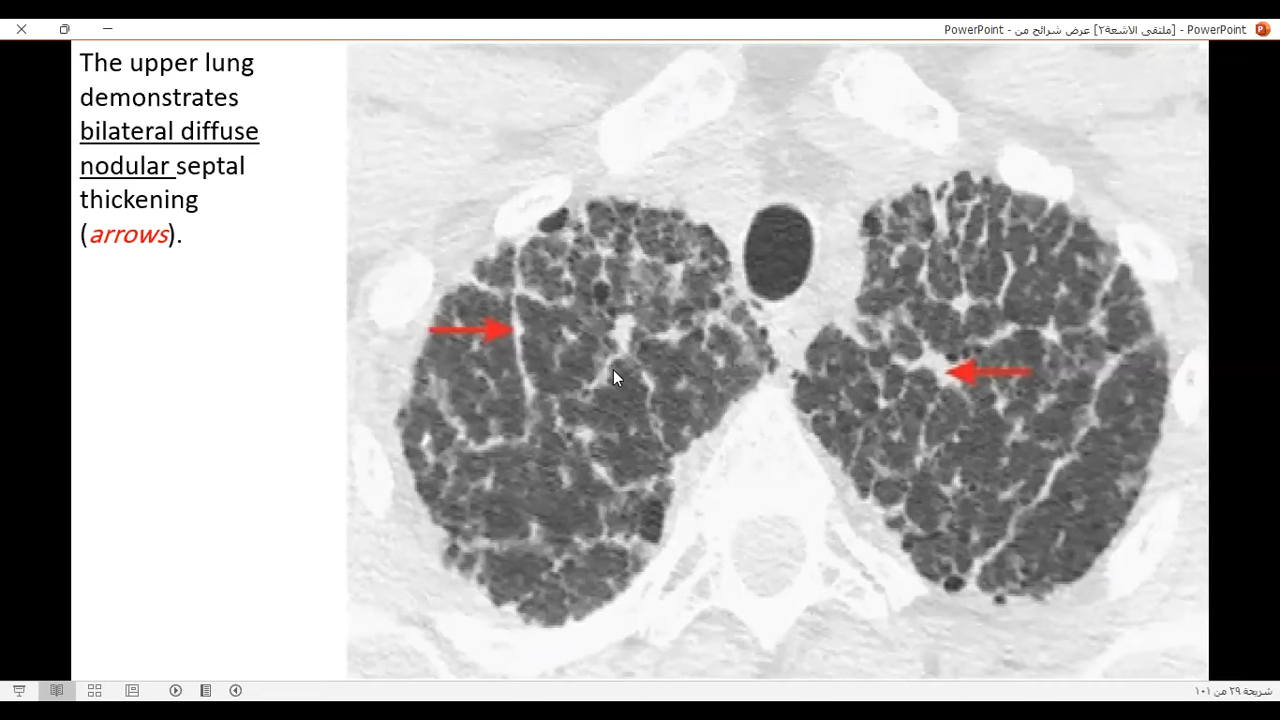 PowerPoint - [ملتقى الاشعة٢] عرض شرائح من - PowerPoint
The upper lung
demonstrates
bilateral diffuse
nodular septal
thickening
(arrows).
شريحة ٢٩ من ١٠١